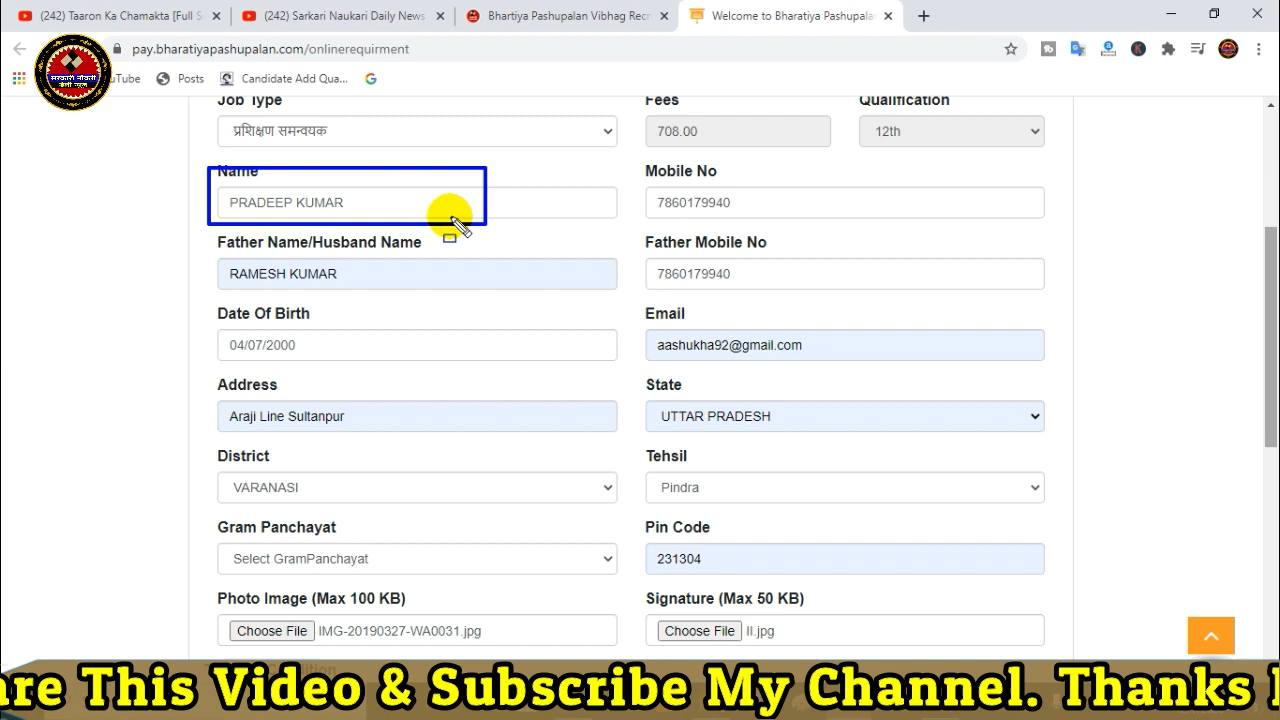 (242) Taaron Ka Chamakta [Full S
(242) Sarkari Naukari Daily New
Bhartiya Pashupalan Vibhag Recr
Welcome to Bharatiya Pashupala
pay.bharatiyapashupalan.com/onlinerequirment
सरकारी नौकरी
डेली न्यूज
uTube
Posts
Candidate Add Qua...
Job Type
Fees
Qualification
प्रशिक्षण समन्वयक
708.00
12th
Name
Mobile No
PRADEEP KUMAR
7860179940
Father Name/Husband Name
Father Mobile No
RAMESH KUMAR
7860179940
Date Of Birth
Email
04/07/2000
aashukha92@gmail.com
Address
State
Araji Line Sultanpur
UTTAR PRADESH
District
Tehsil
VARANASI
Pindra
Gram Panchayat
Pin Code
Select GramPanchayat
231304
Photo Image (Max 100 KB)
Signature (Max 50 KB)
Choose File IMG-20190327-WA0031.jpg
Choose File II.jpg
are This Video & Subscribe My Channel. Thanks